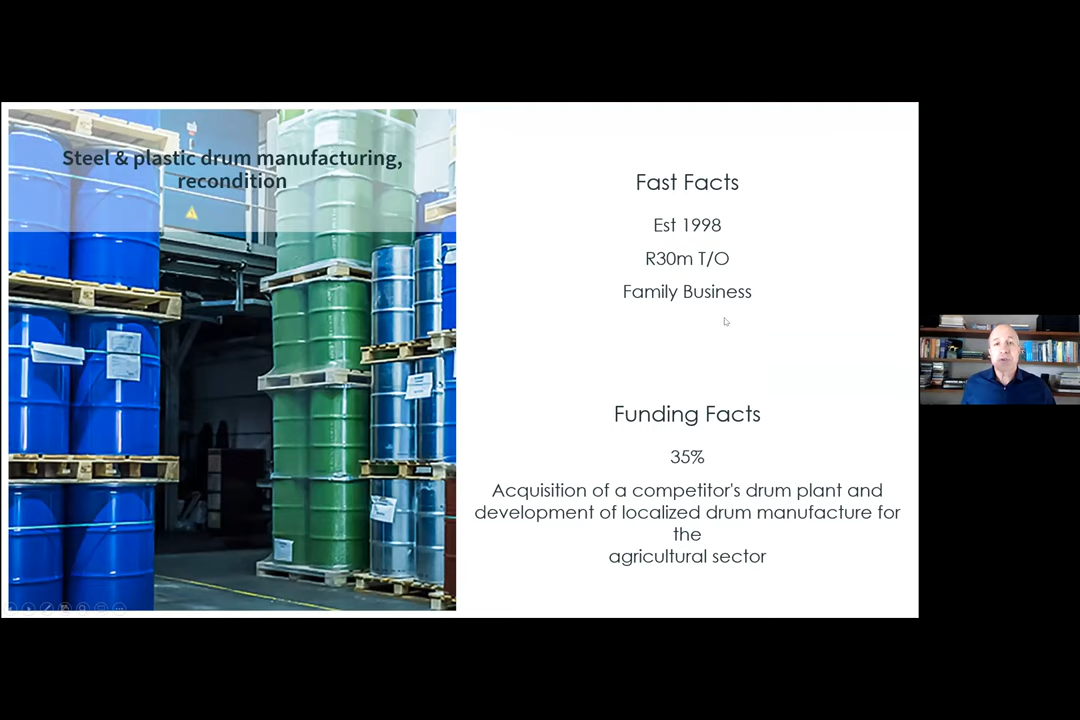 Steel & plastic drum manufacturing,
recondition
Fast Facts
Est 1998
R30m T/O
Family Business
Funding Facts
35%
Acquisition of a competitor's drum plant and
development of localized drum manufacture for
the
agricultural sector